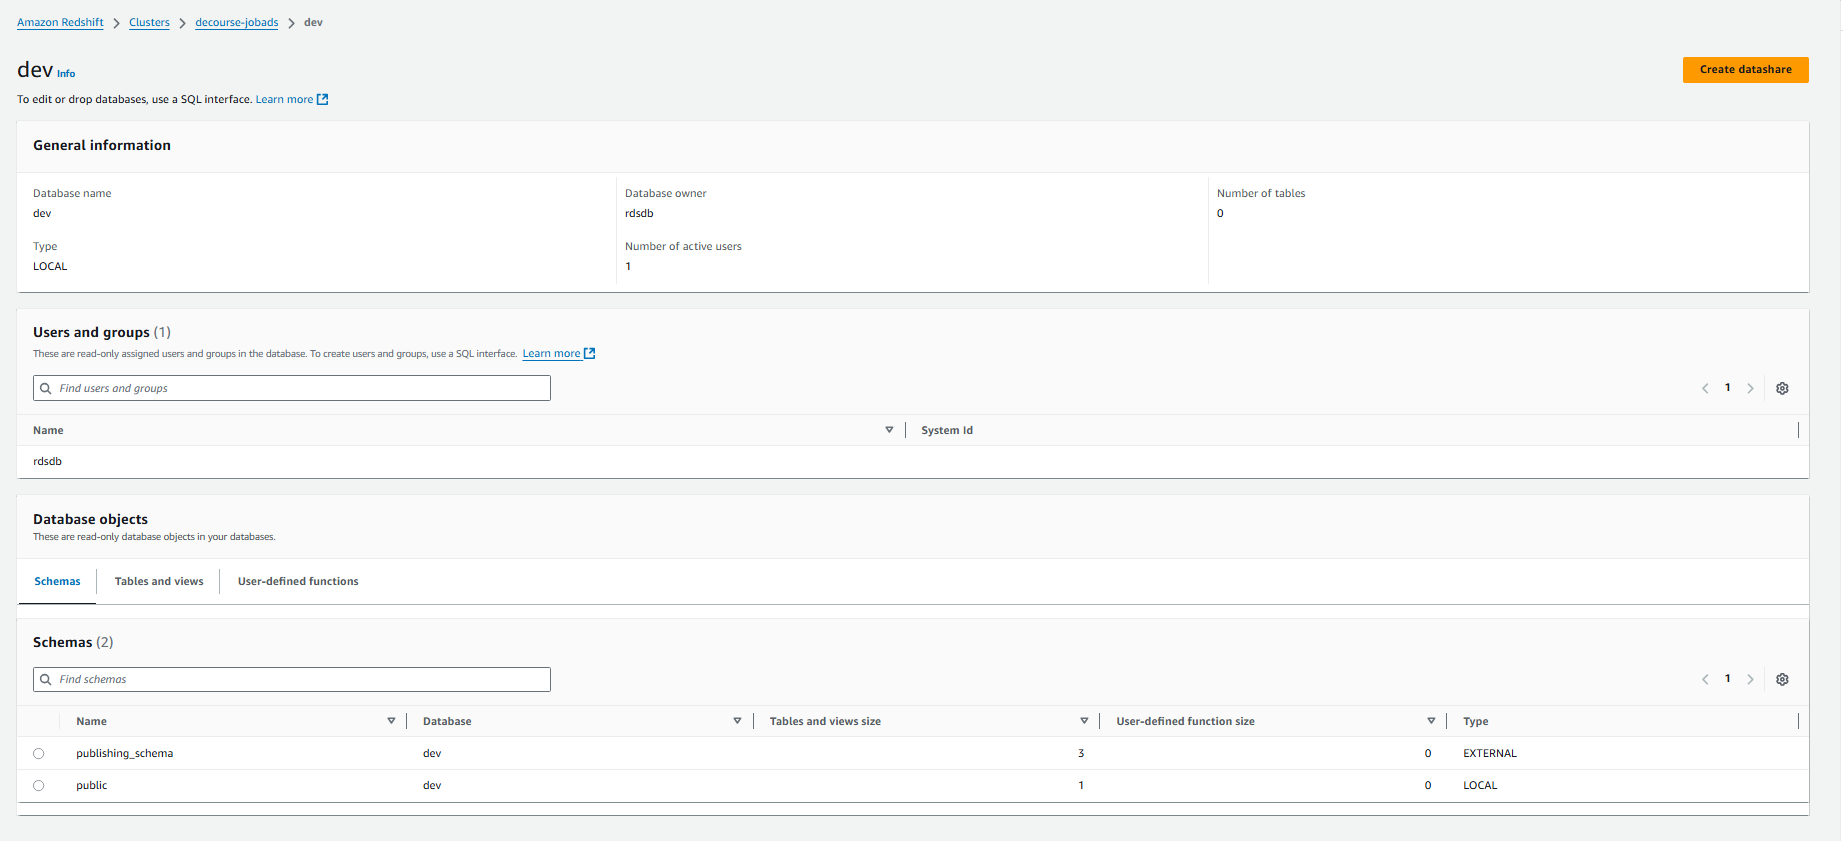 Amazon Redshift > Clusters > decourse-jobads > dev
dev Info
Create datashare
To edit or drop databases, use a SQL interface. Learn more
General information
Database name
dev
Type
LOCAL
Database owner
rdsdb
Number of active users
1
Number of tables
0
Users and groups (1)
These are read-only assigned users and groups in the database. To create users and groups, use a SQL interface. Learn more
Find users and groups
1
Name System Id
rdsdb
Database objects
These are read-only database objects in your databases.
Schemas Tables and views User-defined functions
Schemas (2)
Find schemas
1
Name Database Tables and views size User-defined function size Type
publishing_schema dev 3 0 EXTERNAL
public dev 1 0 LOCAL